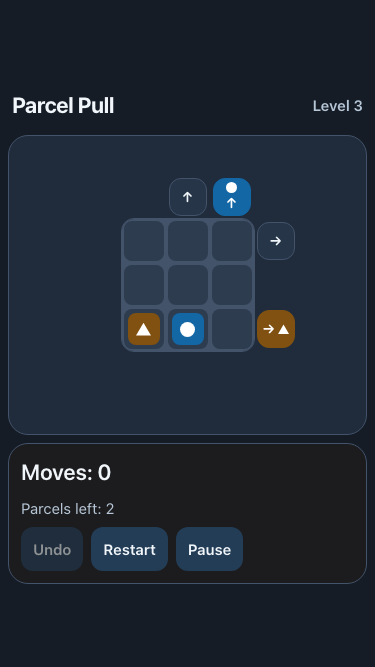 Parcel Pull
Level 3
Moves: 0
Parcels left: 2
Undo
Restart
Pause